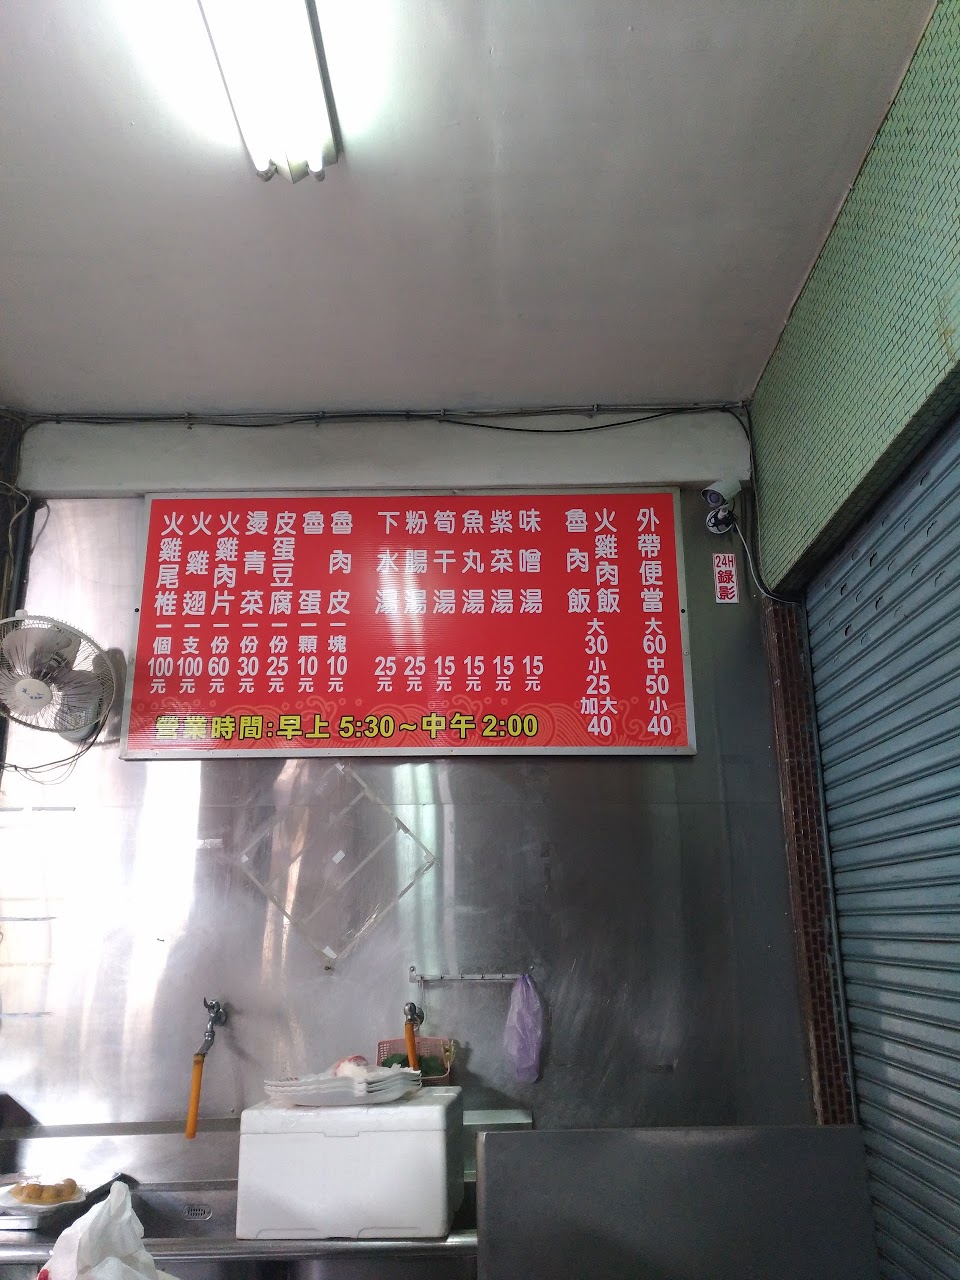 外帶便當 大60 中50 小40
火雞肉飯
魯肉飯
大30 小25 加大40
味噌湯 15元
紫菜湯 15元
魚丸湯 15元
筍干湯 15元
粉腸湯 25元
下水湯 25元
魯肉皮 一塊10元
魯蛋 一顆10元
皮蛋豆腐 一份25元
燙青菜 一份30元
火雞肉片 一份60元
火雞翅 一支100元
火雞尾椎 一個100元
營業時間:早上 5:30～中午 2:00
24H
錄影